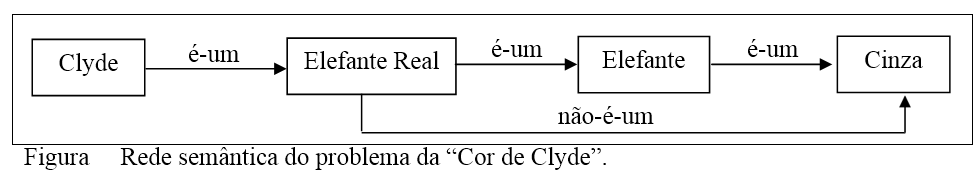 Clyde é-um Elefante Real é-um Elefante é-um Cinza
não-é-um
Figura Rede semântica do problema da “Cor de Clyde”.